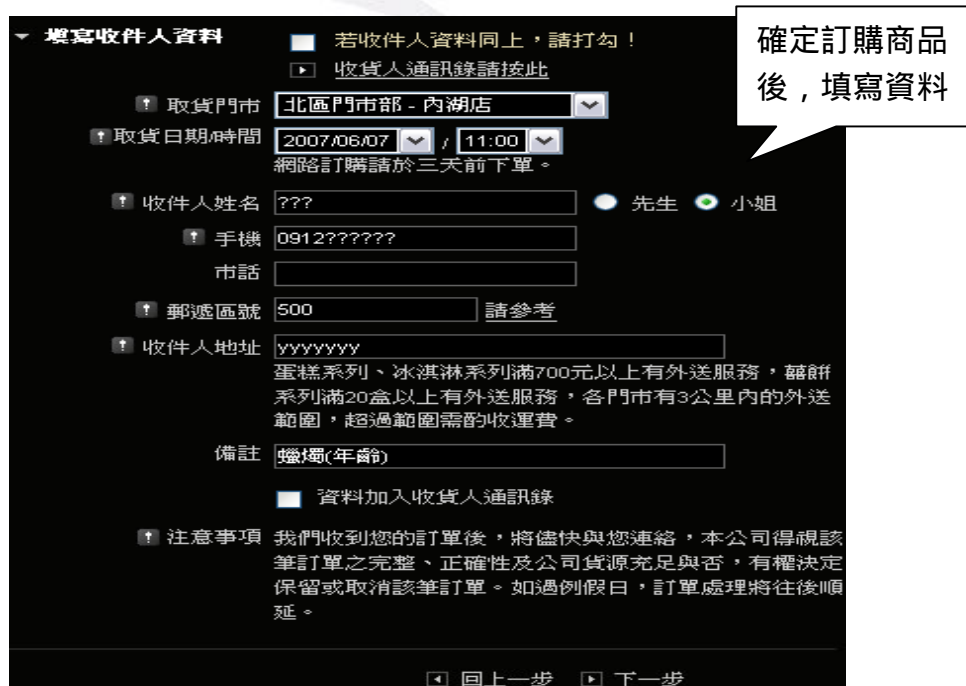 填寫收件人資料
若收件人資料同上，請打勾！
收貨人通訊錄請按此
確定訂購商品
後，填寫資料
取貨門市 北區門市部 - 內湖店
取貨日期/時間 2007/06/07 / 11:00
網路訂購請於三天前下單。
收件人姓名 ??? 先生 小姐
手機 0912??????
市話
郵遞區號 500 請參考
收件人地址 yyyyyyy
蛋糕系列、冰淇淋系列滿700元以上有外送服務，囍餅
系列滿20盒以上有外送服務，各門市有3公里內的外送
範圍，超過範圍需酌收運費。
備註 蠟燭(年齡)
資料加入收貨人通訊錄
注意事項 我們收到您的訂單後，將儘快與您連絡，本公司得視該
筆訂單之完整、正確性及公司貨源充足與否，有權決定
保留或取消該筆訂單。如遇例假日，訂單處理將往後順
延。
回上一步 下一步